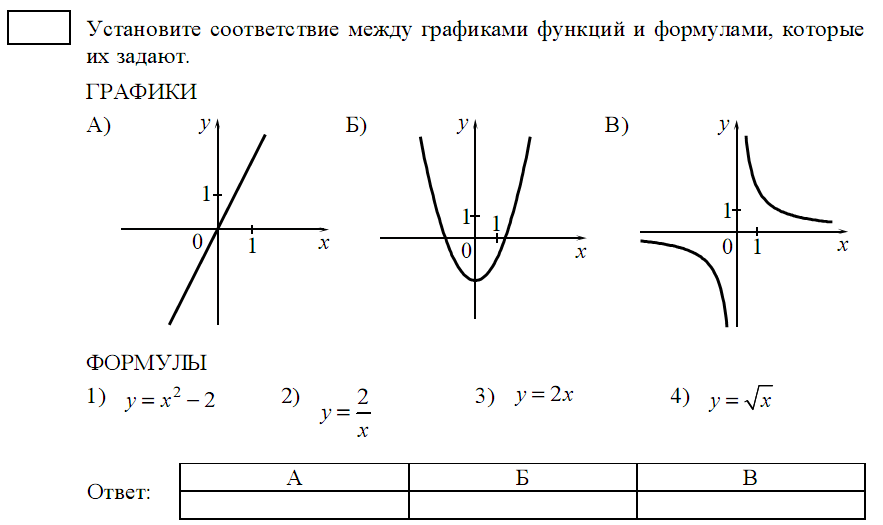 Установите соответствие между графиками функций и формулами, которые
их задают.
ГРАФИКИ
А) y 1 0 1 x Б) y 1 1 0 x В) y 1 0 1 x
ФОРМУЛЫ
1) y = x² − 2 2) y = 2/x 3) y = 2x 4) y = √x
Ответ: А Б В